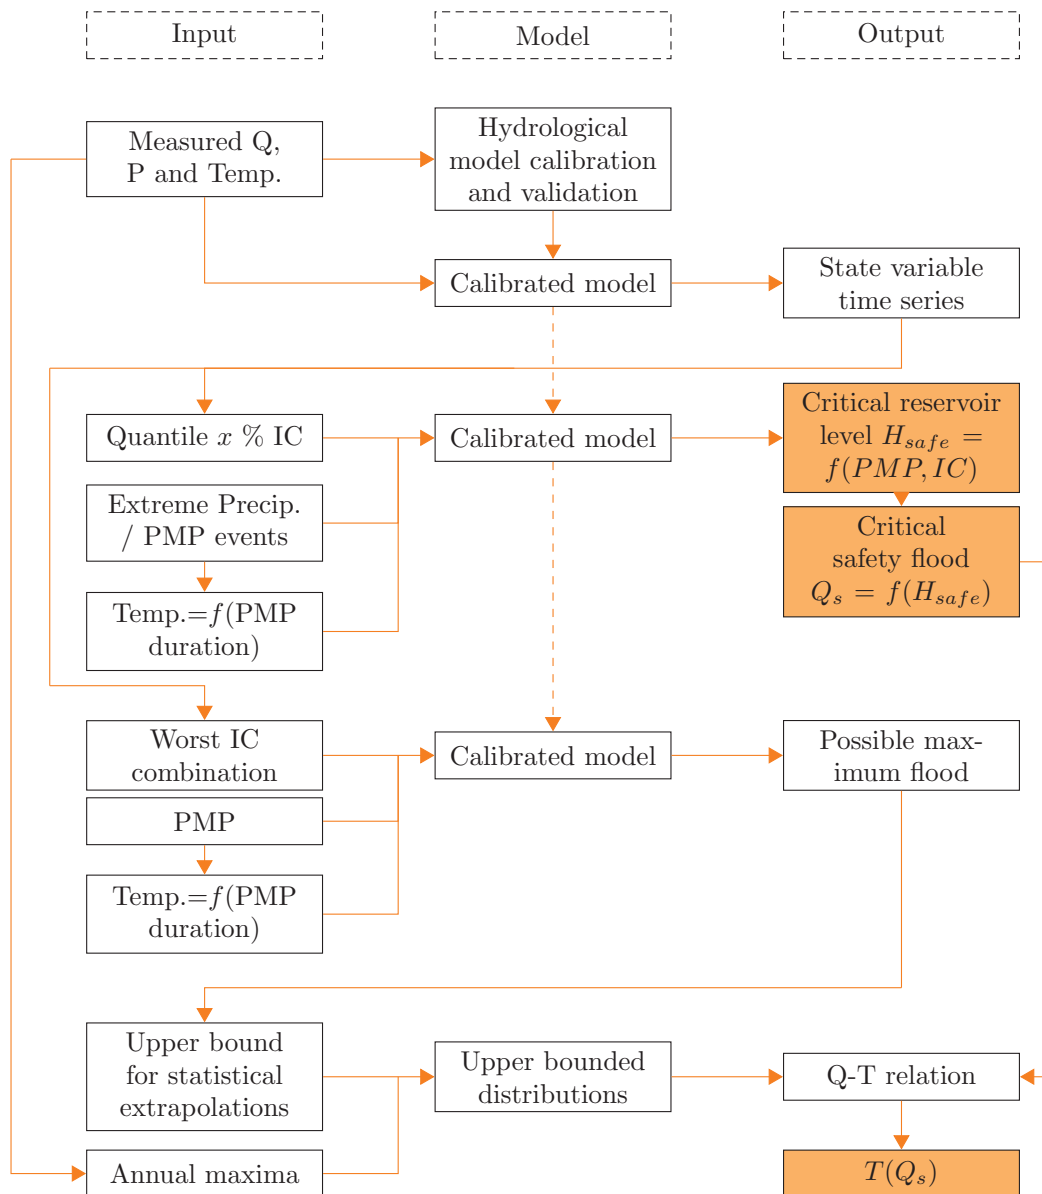 Input
Model
Output
Measured Q,
P and Temp.
Hydrological
model calibration
and validation
Calibrated model
State variable
time series
Quantile x % IC
Calibrated model
Critical reservoir
level H_safe =
f(PMP, IC)
Extreme Precip.
/ PMP events
Critical
safety flood
Q_s = f(H_safe)
Temp.=f(PMP
duration)
Worst IC
combination
Calibrated model
Possible max-
imum flood
PMP
Temp.=f(PMP
duration)
Upper bound
for statistical
extrapolations
Upper bounded
distributions
Q-T relation
Annual maxima
T(Q_s)